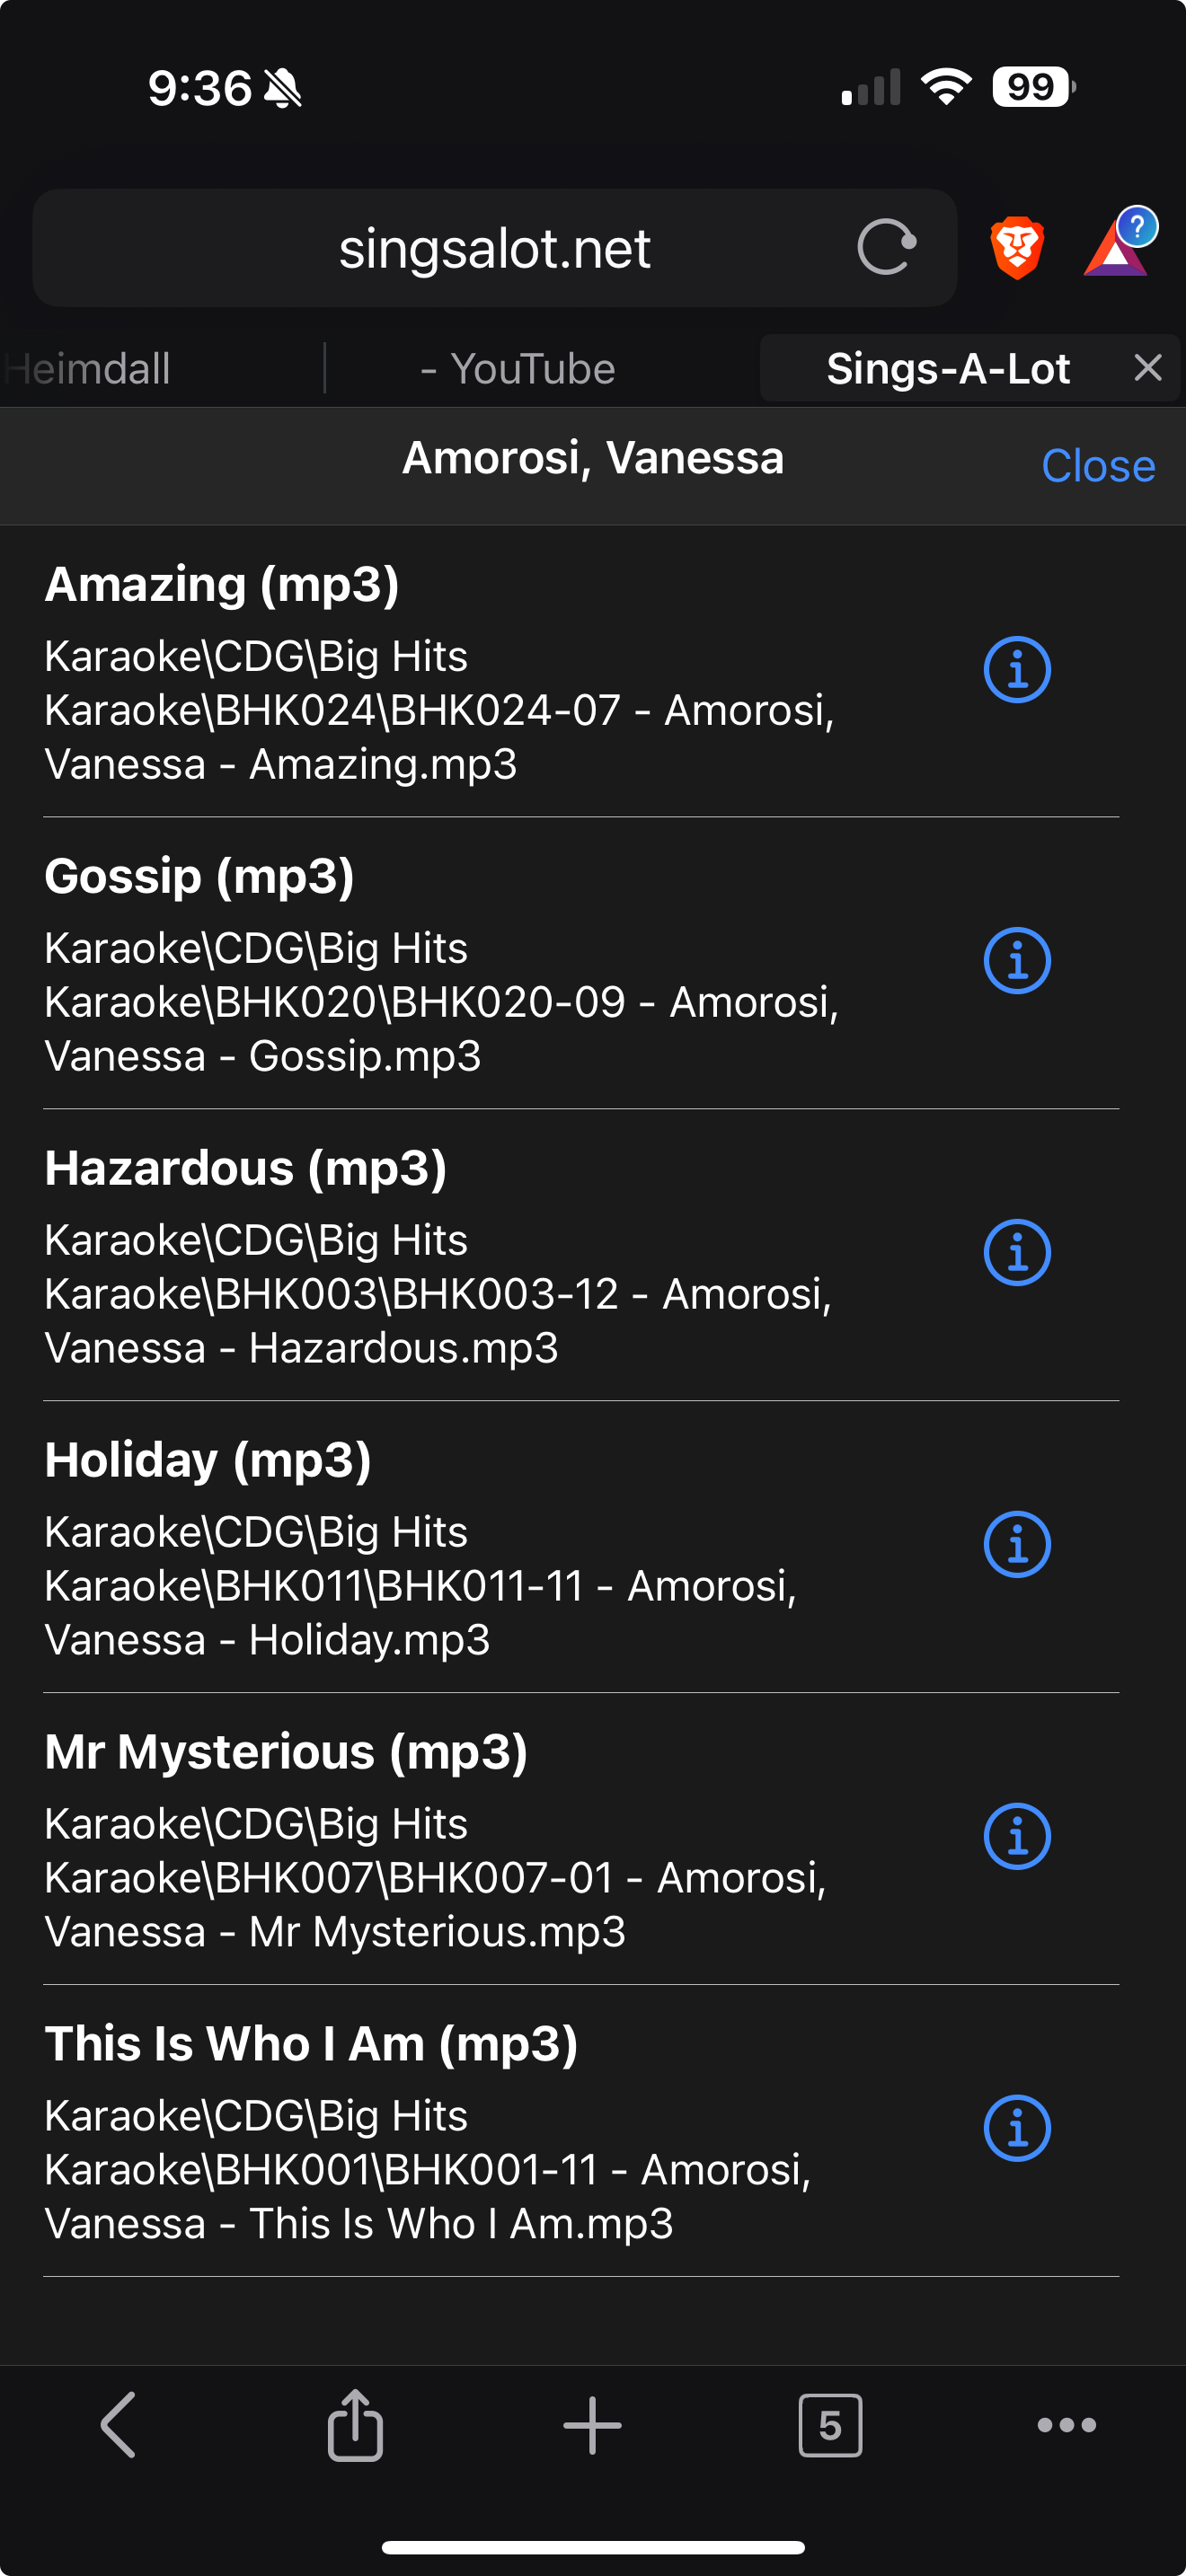 9:36
99
singsalot.net
?
Heimdall
- YouTube
Sings-A-Lot
Amorosi, Vanessa
Close
Amazing (mp3)
Karaoke\CDG\Big Hits
Karaoke\BHK024\BHK024-07 - Amorosi,
Vanessa - Amazing.mp3
Gossip (mp3)
Karaoke\CDG\Big Hits
Karaoke\BHK020\BHK020-09 - Amorosi,
Vanessa - Gossip.mp3
Hazardous (mp3)
Karaoke\CDG\Big Hits
Karaoke\BHK003\BHK003-12 - Amorosi,
Vanessa - Hazardous.mp3
Holiday (mp3)
Karaoke\CDG\Big Hits
Karaoke\BHK011\BHK011-11 - Amorosi,
Vanessa - Holiday.mp3
Mr Mysterious (mp3)
Karaoke\CDG\Big Hits
Karaoke\BHK007\BHK007-01 - Amorosi,
Vanessa - Mr Mysterious.mp3
This Is Who I Am (mp3)
Karaoke\CDG\Big Hits
Karaoke\BHK001\BHK001-11 - Amorosi,
Vanessa - This Is Who I Am.mp3
5